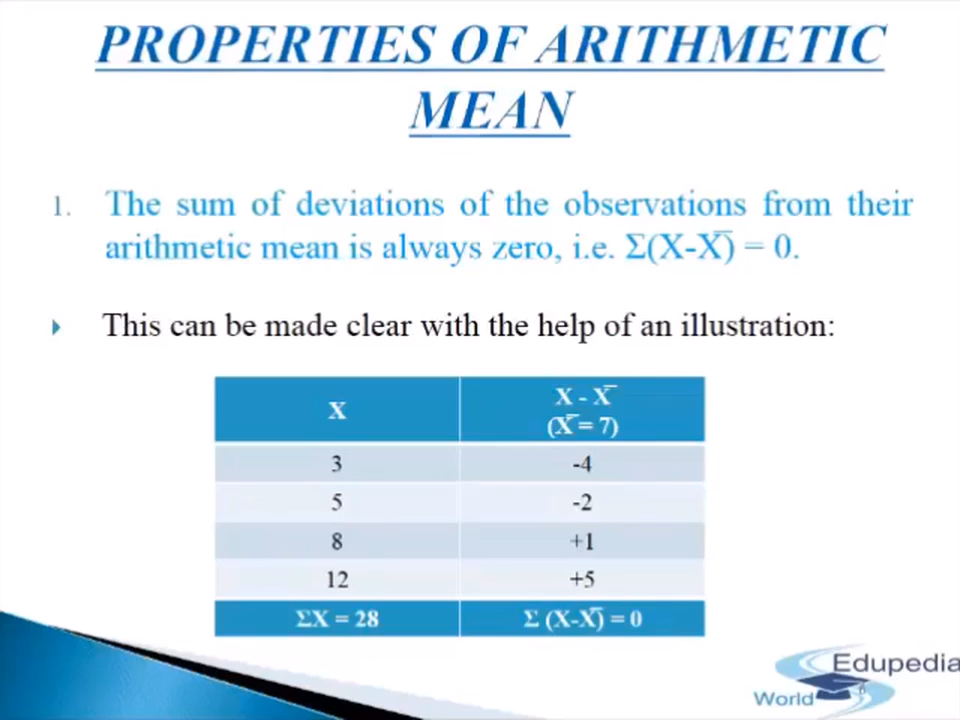 PROPERTIES OF ARITHMETIC
MEAN
1. The sum of deviations of the observations from their
arithmetic mean is always zero, i.e. Σ(X-X̅) = 0.
This can be made clear with the help of an illustration:
X X - X̅
(X̅ = 7)
3 -4
5 -2
8 +1
12 +5
ΣX = 28 Σ (X-X̅) = 0
Edupedia
World